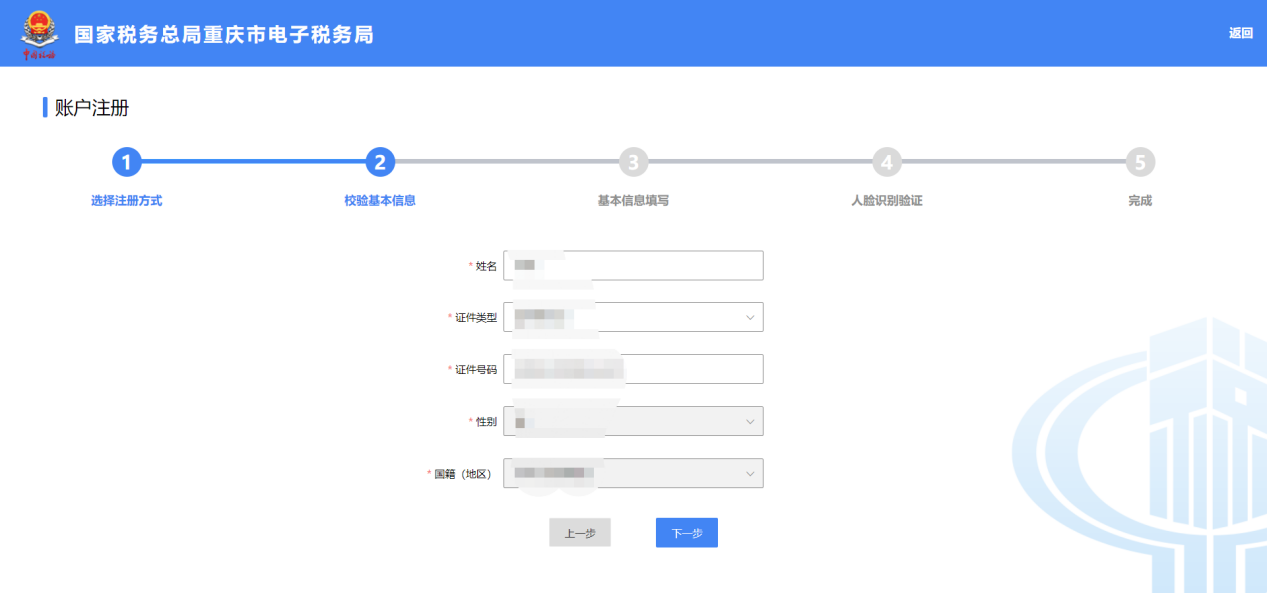 国家税务总局重庆市电子税务局
返回
账户注册
1 2 3 4 5
选择注册方式 校验基本信息 基本信息填写 人脸识别验证 完成
* 姓名
* 证件类型
* 证件号码
* 性别
* 国籍（地区）
上一步 下一步